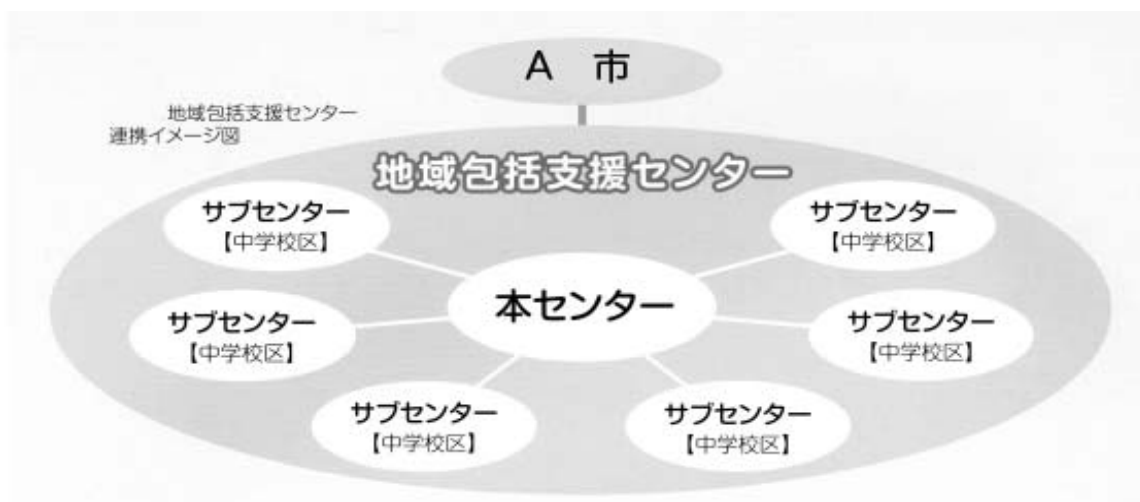 A 市
地域包括支援センター
連携イメージ図
地域包括支援センター
サブセンター
【中学校区】
サブセンター
【中学校区】
本センター
サブセンター
【中学校区】
サブセンター
【中学校区】
サブセンター
【中学校区】
サブセンター
【中学校区】